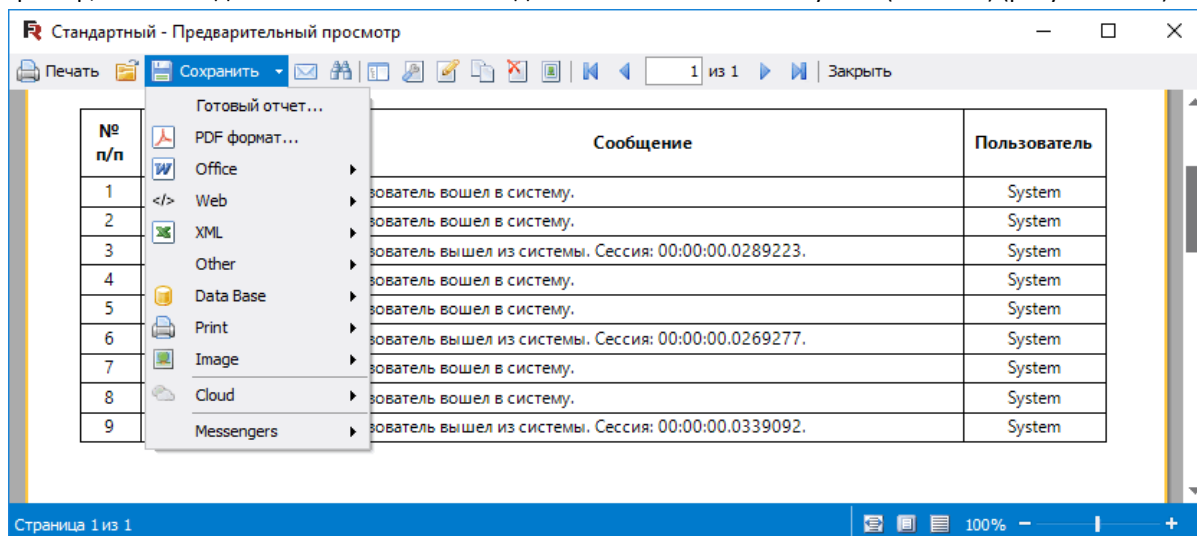 Стандартный - Предварительный просмотр
Печать Сохранить 1 из 1 Закрыть
Готовый отчет...
PDF формат...
Office
Web
XML
Other
Data Base
Print
Image
Cloud
Messengers
№ п/п Сообщение Пользователь
1 зователь вошел в систему. System
2 зователь вошел в систему. System
3 зователь вышел из системы. Сессия: 00:00:00.0289223. System
4 зователь вошел в систему. System
5 зователь вошел в систему. System
6 зователь вышел из системы. Сессия: 00:00:00.0269277. System
7 зователь вошел в систему. System
8 зователь вошел в систему. System
9 зователь вышел из системы. Сессия: 00:00:00.0339092. System
Страница 1 из 1 100%